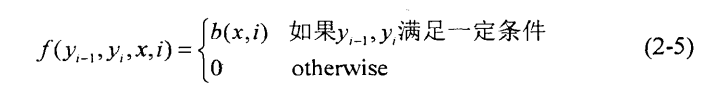 f(y_{i-1}, y_i, x, i) = { b(x, i) 如果y_{i-1}, y_i满足一定条件
0 otherwise (2-5)